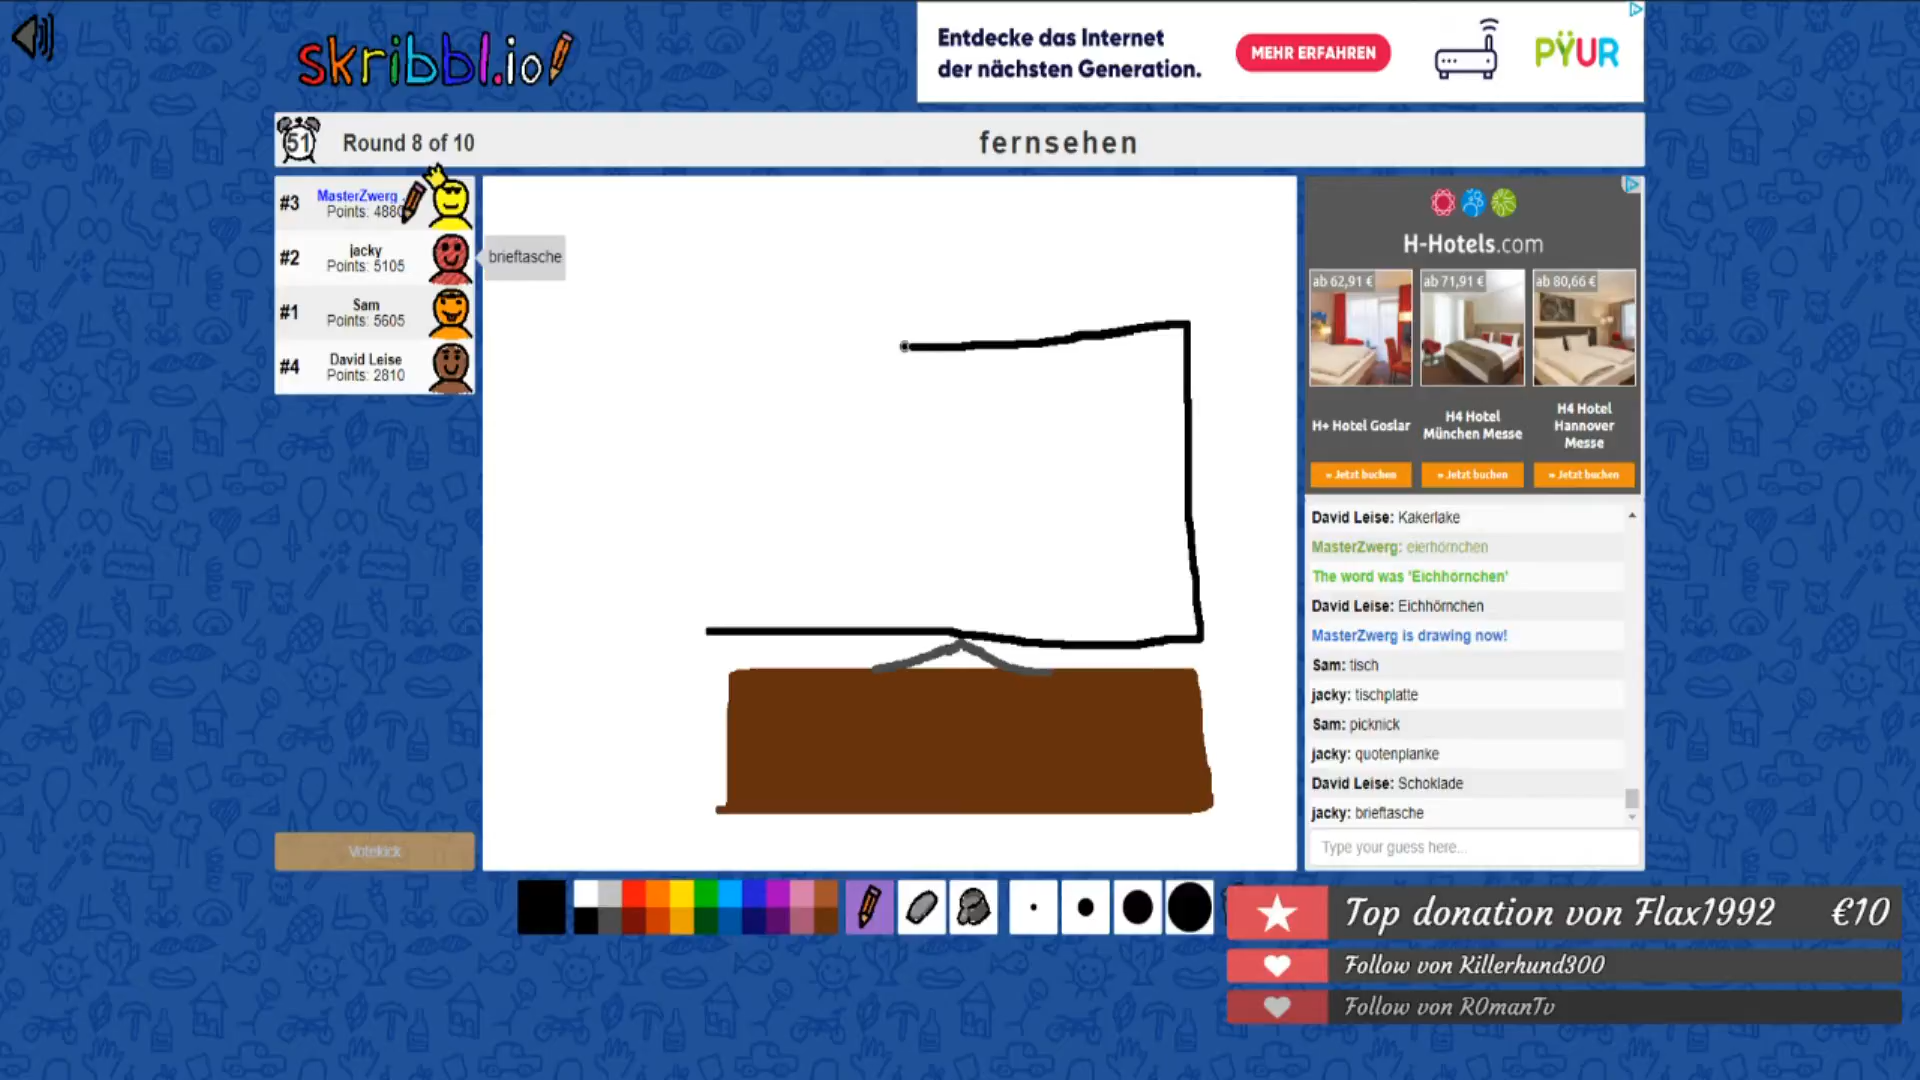 skribbl.io
Entdecke das Internet
der nächsten Generation.
MEHR ERFAHREN
PŸUR
51
Round 8 of 10
fernsehen
#3
MasterZwerg
Points: 4880
#2
jacky
Points: 5105
brieftasche
#1
Sam
Points: 5605
#4
David Leise
Points: 2810
Votekick
H-Hotels.com
ab 62,91 €
ab 71,91 €
ab 80,66 €
H+ Hotel Goslar
H4 Hotel
München Messe
H4 Hotel
Hannover
Messe
» Jetzt buchen
» Jetzt buchen
» Jetzt buchen
David Leise: Kakerlake
MasterZwerg: eierhörnchen
The word was 'Eichhörnchen'
David Leise: Eichhörnchen
MasterZwerg is drawing now!
Sam: tisch
jacky: tischplatte
Sam: picknick
jacky: quotenplanke
David Leise: Schoklade
jacky: brieftasche
Type your guess here...
Top donation von Flax1992 €10
Follow von Killerhund300
Follow von R0manTv